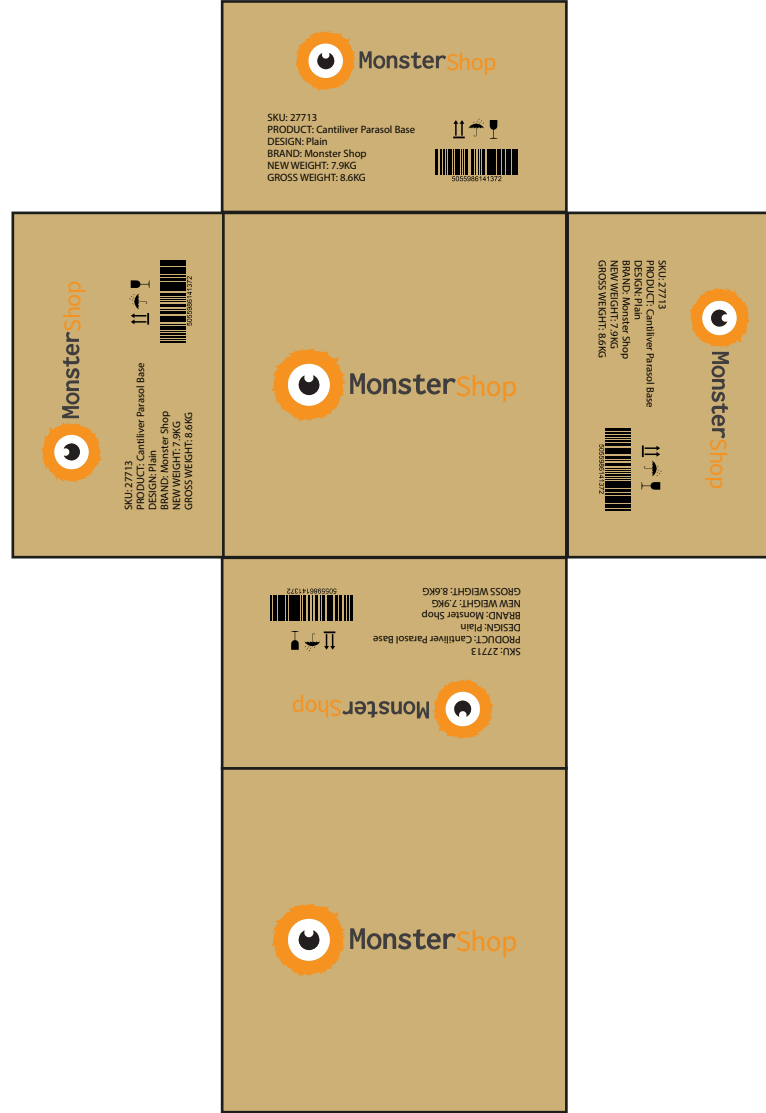 MonsterShop
SKU: 27713
PRODUCT: Cantiliver Parasol Base
DESIGN: Plain
BRAND: Monster Shop
NEW WEIGHT: 7.9KG
GROSS WEIGHT: 8.6KG
5055986141372
MonsterShop
SKU: 27713
PRODUCT: Cantiliver Parasol Base
DESIGN: Plain
BRAND: Monster Shop
NEW WEIGHT: 7.9KG
GROSS WEIGHT: 8.6KG
5055986141372
MonsterShop
MonsterShop
SKU: 27713
PRODUCT: Cantiliver Parasol Base
DESIGN: Plain
BRAND: Monster Shop
NEW WEIGHT: 7.9KG
GROSS WEIGHT: 8.6KG
5055986141372
MonsterShop
SKU: 27713
PRODUCT: Cantiliver Parasol Base
DESIGN: Plain
BRAND: Monster Shop
NEW WEIGHT: 7.9KG
GROSS WEIGHT: 8.6KG
5055986141372
MonsterShop